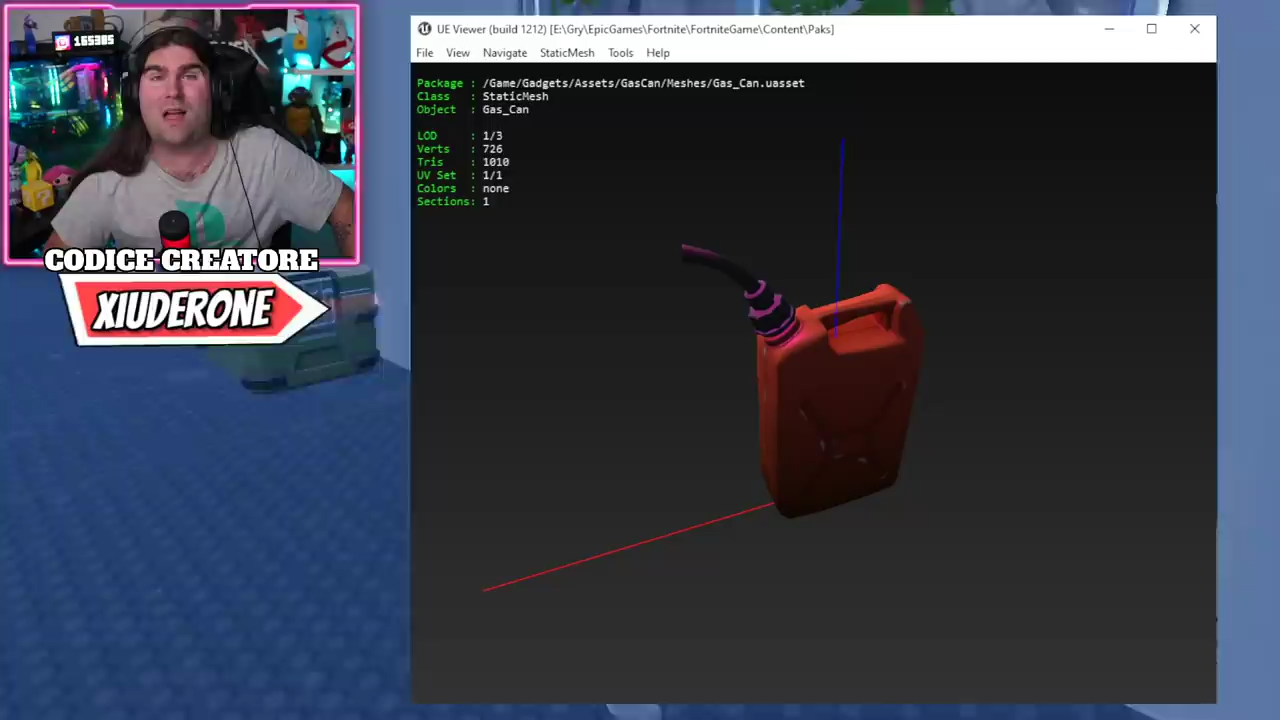 165385
CODICE CREATORE
XIUDERONE
UE Viewer (build 1212) [E:\Gry\EpicGames\Fortnite\FortniteGame\Content\Paks]
File View Navigate StaticMesh Tools Help
Package : /Game/Gadgets/Assets/GasCan/Meshes/Gas_Can.uasset
Class : StaticMesh
Object : Gas_Can
LOD : 1/3
Verts : 726
Tris : 1010
UV Set : 1/1
Colors : none
Sections: 1